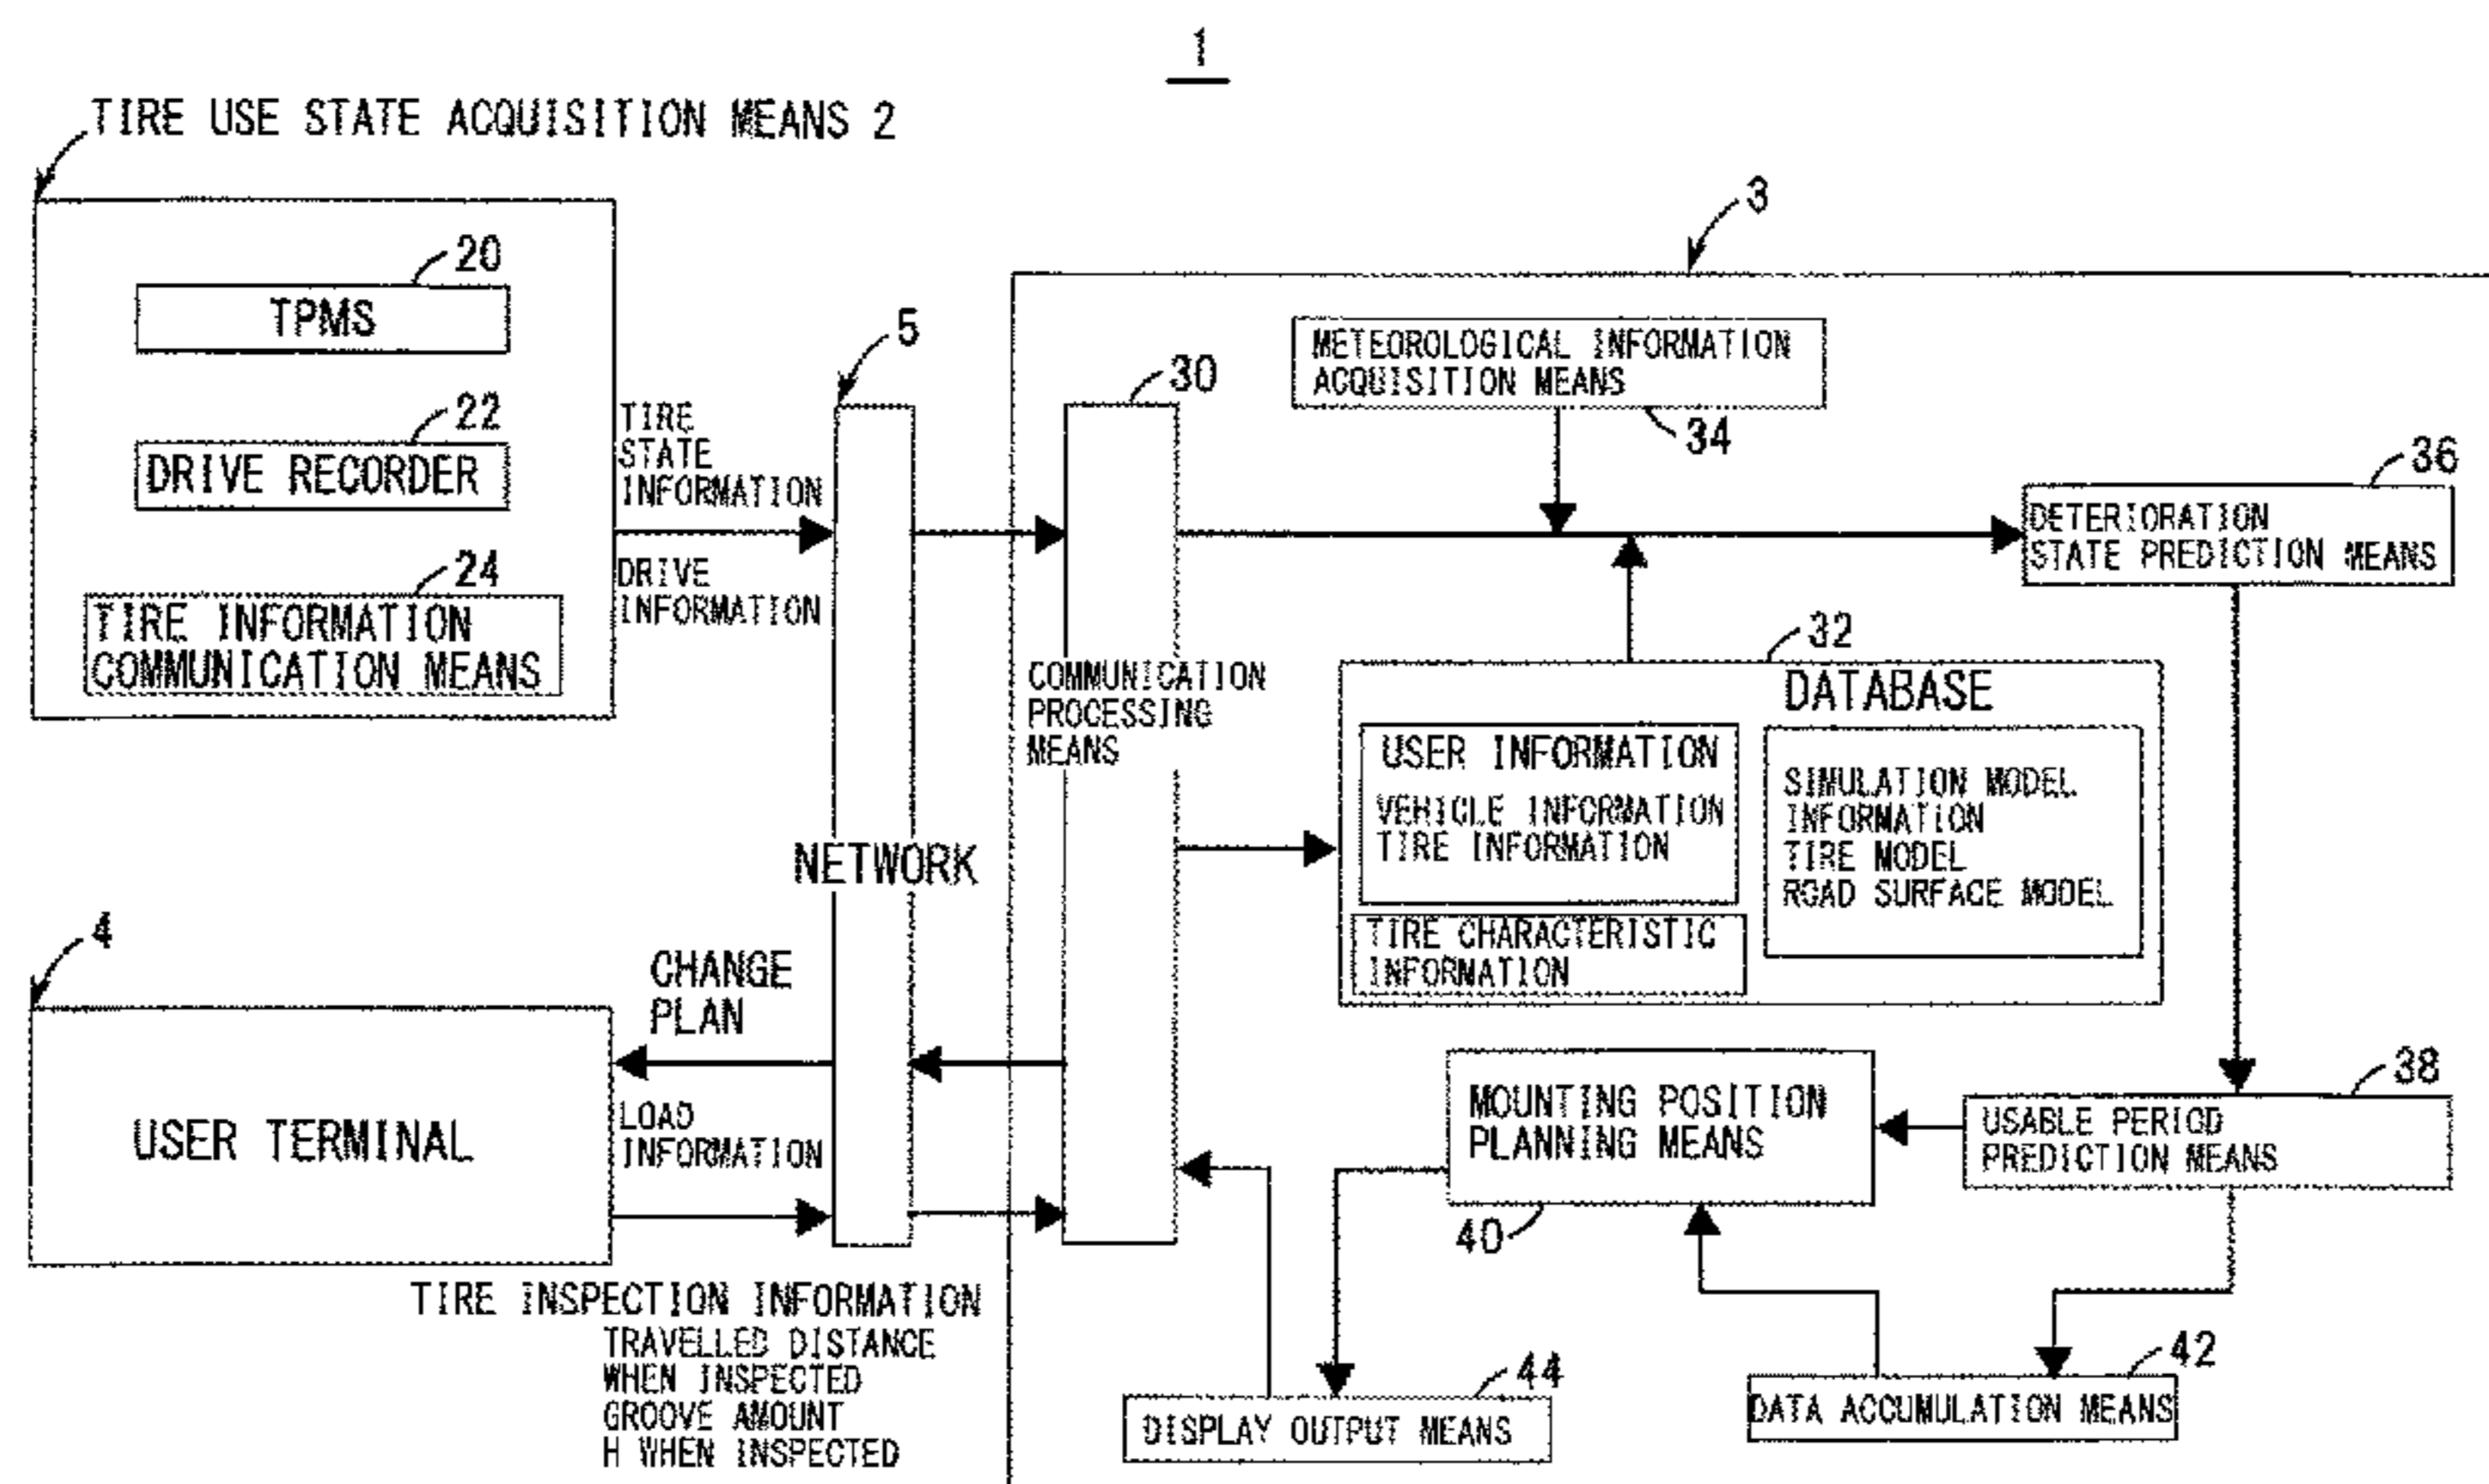 1
TIRE USE STATE ACQUISITION MEANS 2
20
TPMS
22
DRIVE RECORDER
24
TIRE INFORMATION
COMMUNICATION MEANS
TIRE
STATE
INFORMATION
DRIVE
INFORMATION
5
NETWORK
3
30
COMMUNICATION
PROCESSING
MEANS
METEOROLOGICAL INFORMATION
ACQUISITION MEANS
34
36
DETERIORATION
STATE PREDICTION MEANS
32
DATABASE
USER INFORMATION
VEHICLE INFORMATION
TIRE INFORMATION
TIRE CHARACTERISTIC
INFORMATION
SIMULATION MODEL
INFORMATION
TIRE MODEL
ROAD SURFACE MODEL
4
USER TERMINAL
CHANGE
PLAN
LOAD
INFORMATION
TIRE INSPECTION INFORMATION
TRAVELLED DISTANCE
WHEN INSPECTED
GROOVE AMOUNT
H WHEN INSPECTED
MOUNTING POSITION
PLANNING MEANS
40
38
USABLE PERIOD
PREDICTION MEANS
42
DATA ACCUMULATION MEANS
44
DISPLAY OUTPUT MEANS